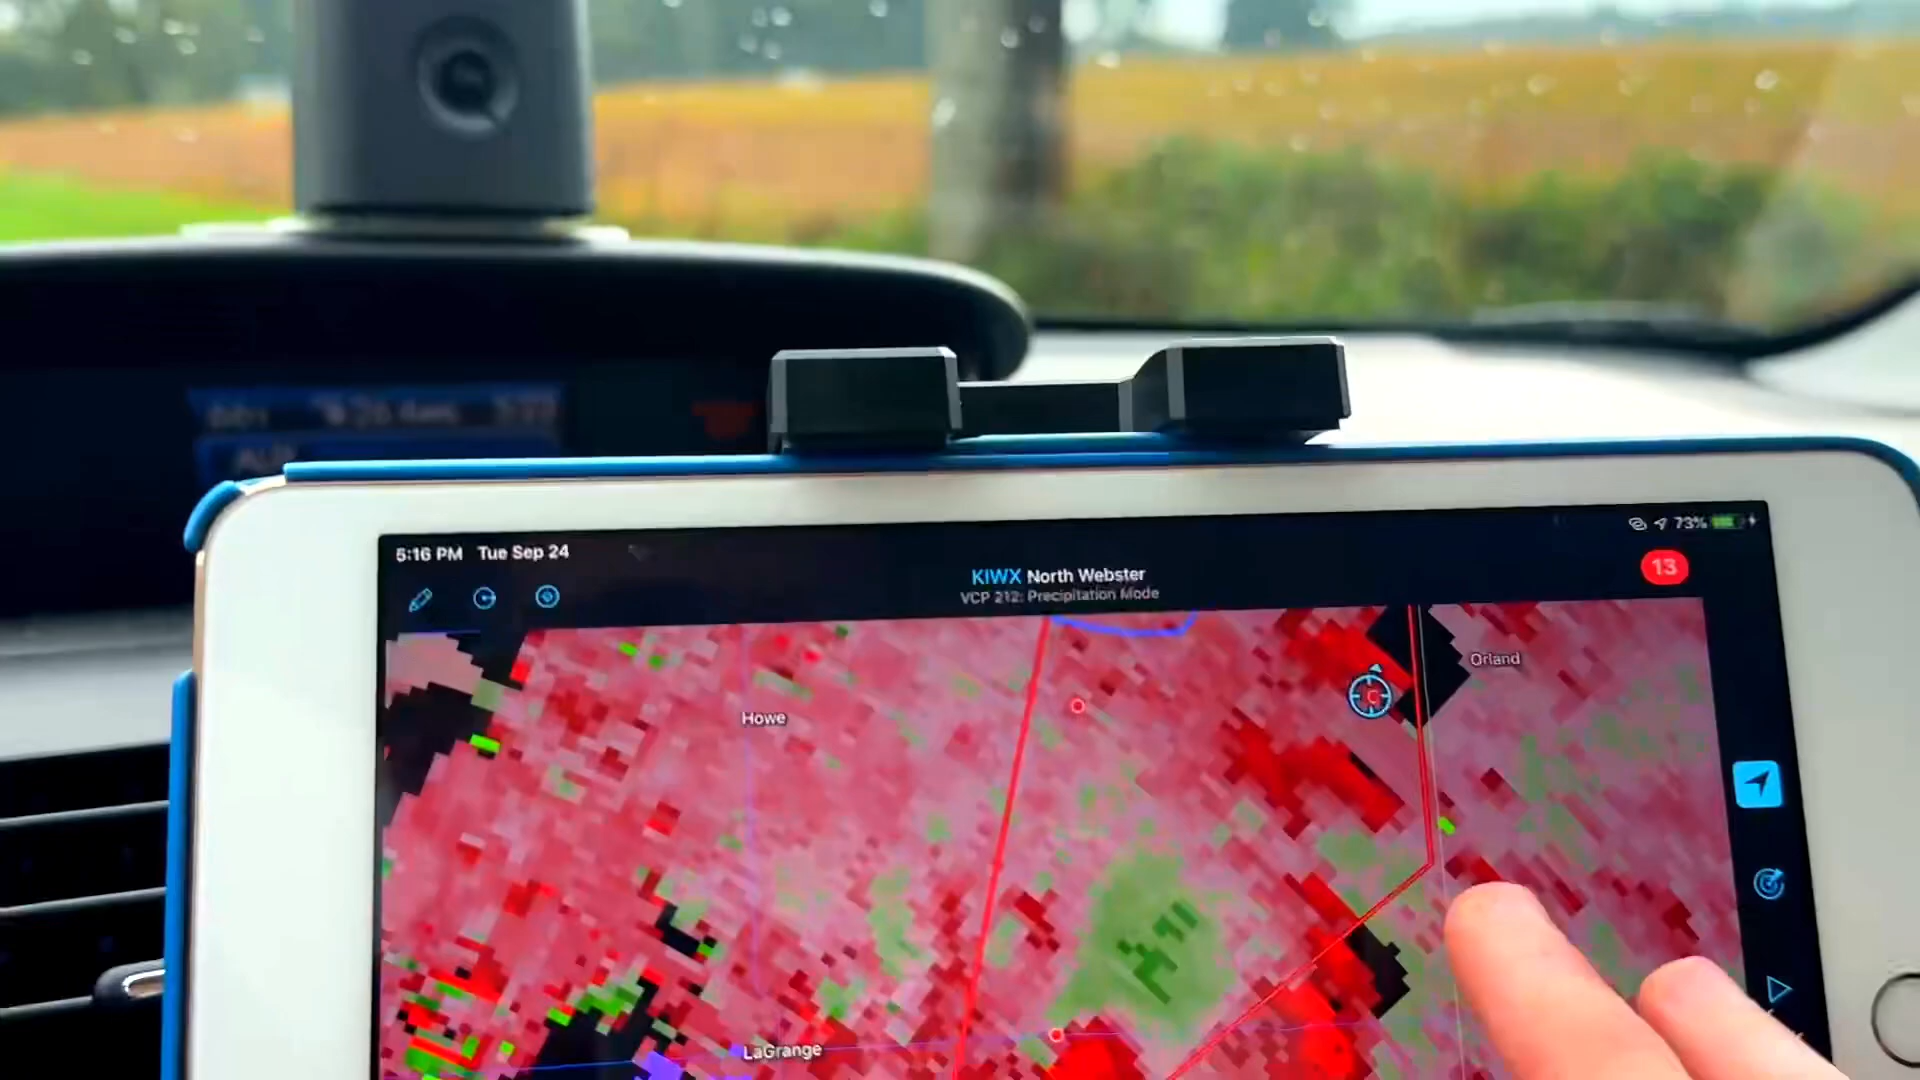 5:16 PM Tue Sep 24
73%
13
KIWX North Webster
VCP 212: Precipitation Mode
Orland
C
Howe
LaGrange